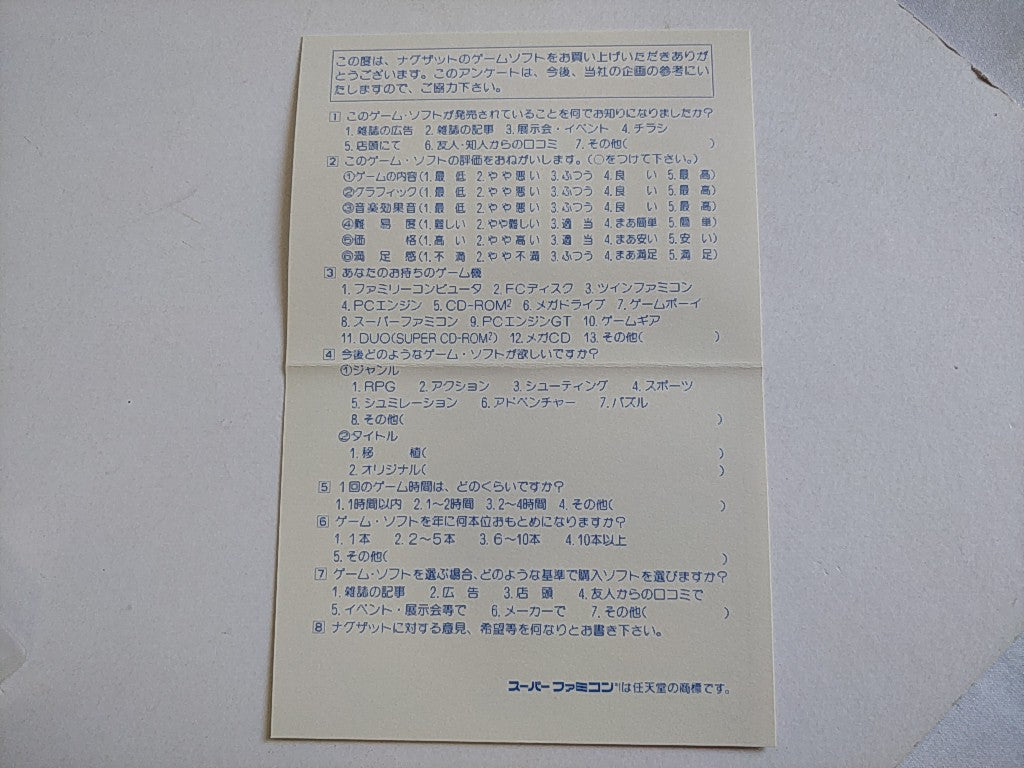 この度は、ナグザットのゲームソフトをお買い上げいただきありが
とうございます。このアンケートは、今後、当社の企画の参考にい
たしますので、ご協力下さい。
1 このゲーム・ソフトが発売されていることを何でお知りになりましたか?
1. 雑誌の広告 2. 雑誌の記事 3. 展示会・イベント 4. チラシ
5. 店頭にて 6. 友人・知人からの口コミ 7. その他( )
2 このゲーム・ソフトの評価をおねがいします。(○をつけて下さい。)
①ゲームの内容(1. 最 低 2. やや悪い 3. ふつう 4. 良 い 5. 最 高)
②グラフィック(1. 最 低 2. やや悪い 3. ふつう 4. 良 い 5. 最 高)
③音楽効果音(1. 最 低 2. やや悪い 3. ふつう 4. 良 い 5. 最 高)
④難 易 度(1. 難しい 2. やや難しい 3. 適 当 4. まあ簡単 5. 簡 単)
⑤価 格(1. 高 い 2. やや高い 3. 適 当 4. まあ安い 5. 安 い)
⑥満 足 感(1. 不 満 2. やや不満 3. ふつう 4. まあ満足 5. 満 足)
3 あなたのお持ちのゲーム機
1. ファミリーコンピュータ 2. FCディスク 3. ツインファミコン
4. PCエンジン 5. CD-ROM² 6. メガドライブ 7. ゲームボーイ
8. スーパーファミコン 9. PCエンジンGT 10. ゲームギア
11. DUO(SUPER CD-ROM²) 12. メガCD 13. その他( )
4 今後どのようなゲーム・ソフトが欲しいですか?
①ジャンル
1. RPG 2. アクション 3. シューティング 4. スポーツ
5. シュミレーション 6. アドベンチャー 7. パズル
8. その他( )
②タイトル
1. 移 植( )
2. オリジナル( )
5 1回のゲーム時間は、どのくらいですか?
1. 1時間以内 2. 1〜2時間 3. 2〜4時間 4. その他( )
6 ゲーム・ソフトを年に何本位おもとめになりますか?
1. 1本 2. 2〜5本 3. 6〜10本 4. 10本以上
5. その他( )
7 ゲーム・ソフトを選ぶ場合、どのような基準で購入ソフトを選びますか?
1. 雑誌の記事 2. 広 告 3. 店 頭 4. 友人からの口コミで
5. イベント・展示会等で 6. メーカーで 7. その他( )
8 ナグザットに対する意見、希望等を何なりとお書き下さい。
スーパーファミコンは任天堂の商標です。